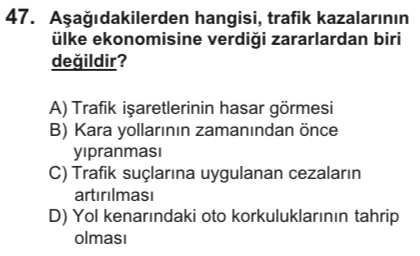 47. Aşağıdakilerden hangisi, trafik kazalarının
ülke ekonomisine verdiği zararlardan biri
değildir?
A) Trafik işaretlerinin hasar görmesi
B) Kara yollarının zamanından önce
yıpranması
C) Trafik suçlarına uygulanan cezaların
artırılması
D) Yol kenarındaki oto korkuluklarının tahrip
olması